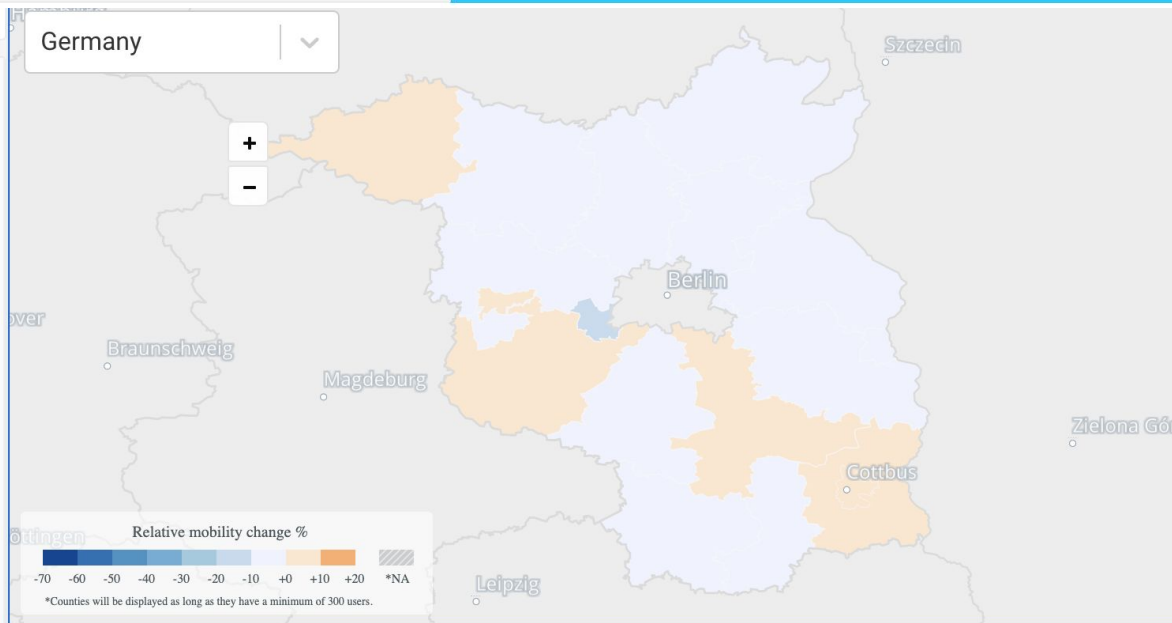 Germany
Szczecin
+
−
Berlin
Braunschweig
Magdeburg
Zielona Gó
Cottbus
öttingen
Relative mobility change %
-70 -60 -50 -40 -30 -20 -10 +0 +10 +20 *NA
*Counties will be displayed as long as they have a minimum of 300 users.
Leipzig